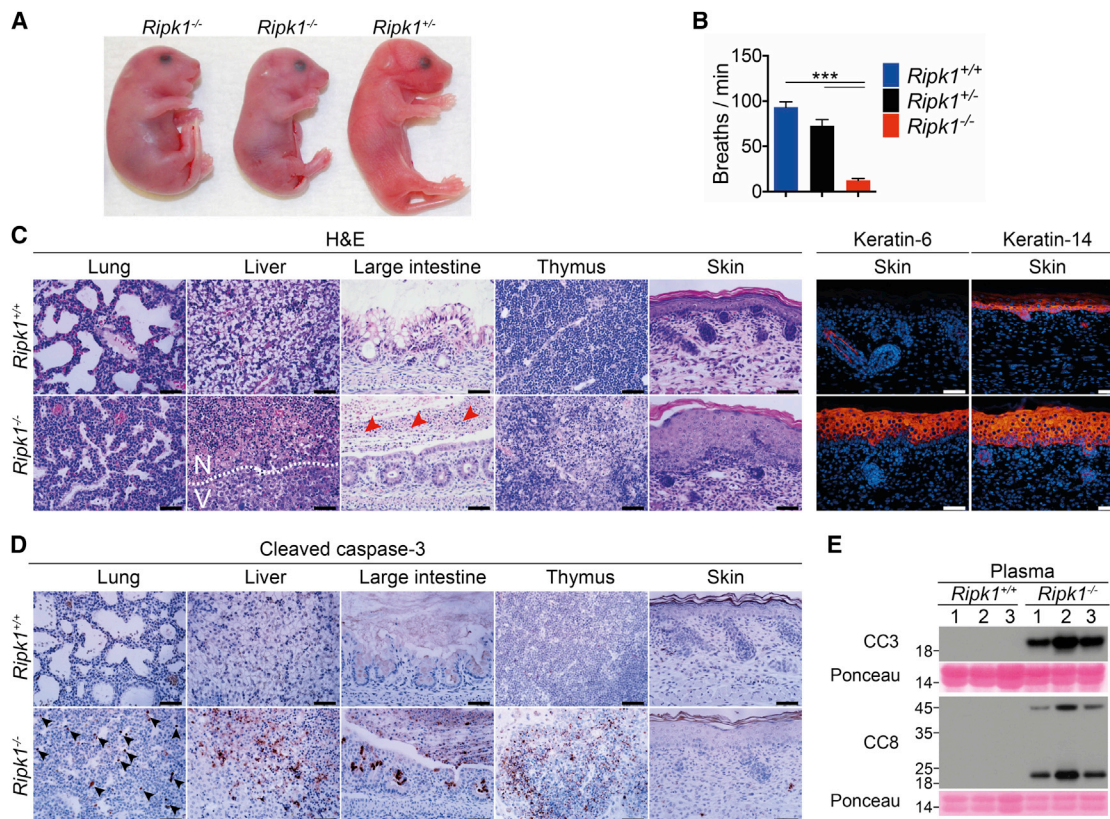 A
Ripk1-/- Ripk1-/- Ripk1+/-
B
Breaths / min
150
100
50
0
***
Ripk1+/+
Ripk1+/-
Ripk1-/-
C
H&E
Lung Liver Large intestine Thymus Skin
Keratin-6 Keratin-14
Skin Skin
Ripk1+/+
Ripk1-/-
N
V
D
Cleaved caspase-3
Lung Liver Large intestine Thymus Skin
Ripk1+/+
Ripk1-/-
E
Plasma
Ripk1+/+ Ripk1-/-
1 2 3 1 2 3
CC3
18
Ponceau
14
45
35
CC8
25
18
Ponceau
14